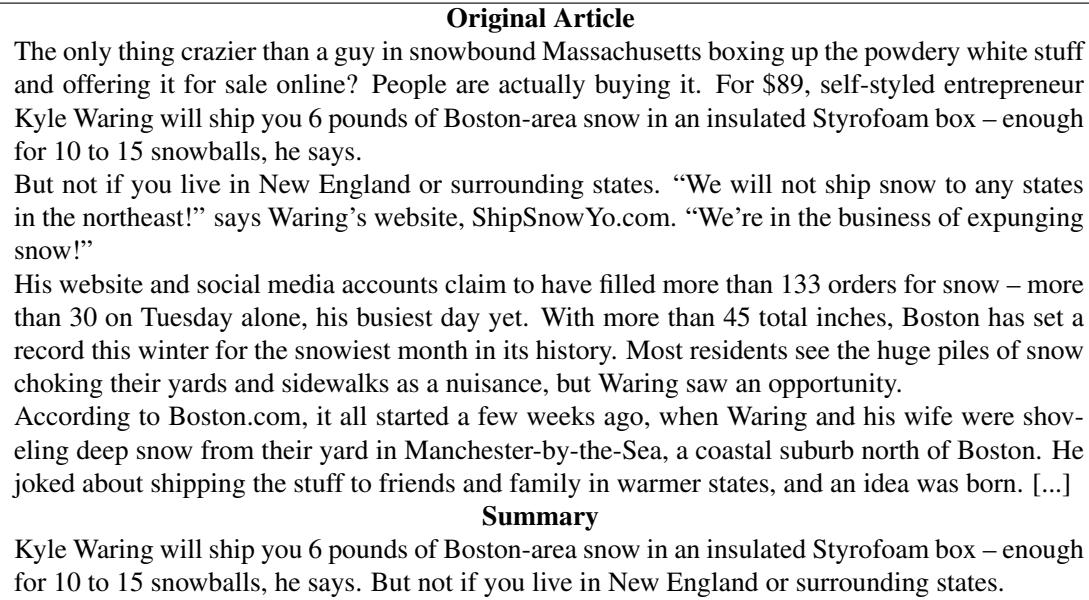 Original Article
The only thing crazier than a guy in snowbound Massachusetts boxing up the powdery white stuff
and offering it for sale online? People are actually buying it. For $89, self-styled entrepreneur
Kyle Waring will ship you 6 pounds of Boston-area snow in an insulated Styrofoam box – enough
for 10 to 15 snowballs, he says.
But not if you live in New England or surrounding states. “We will not ship snow to any states
in the northeast!” says Waring’s website, ShipSnowYo.com. “We’re in the business of expunging
snow!”
His website and social media accounts claim to have filled more than 133 orders for snow – more
than 30 on Tuesday alone, his busiest day yet. With more than 45 total inches, Boston has set a
record this winter for the snowiest month in its history. Most residents see the huge piles of snow
choking their yards and sidewalks as a nuisance, but Waring saw an opportunity.
According to Boston.com, it all started a few weeks ago, when Waring and his wife were shov-
eling deep snow from their yard in Manchester-by-the-Sea, a coastal suburb north of Boston. He
joked about shipping the stuff to friends and family in warmer states, and an idea was born. [...]
Summary
Kyle Waring will ship you 6 pounds of Boston-area snow in an insulated Styrofoam box – enough
for 10 to 15 snowballs, he says. But not if you live in New England or surrounding states.